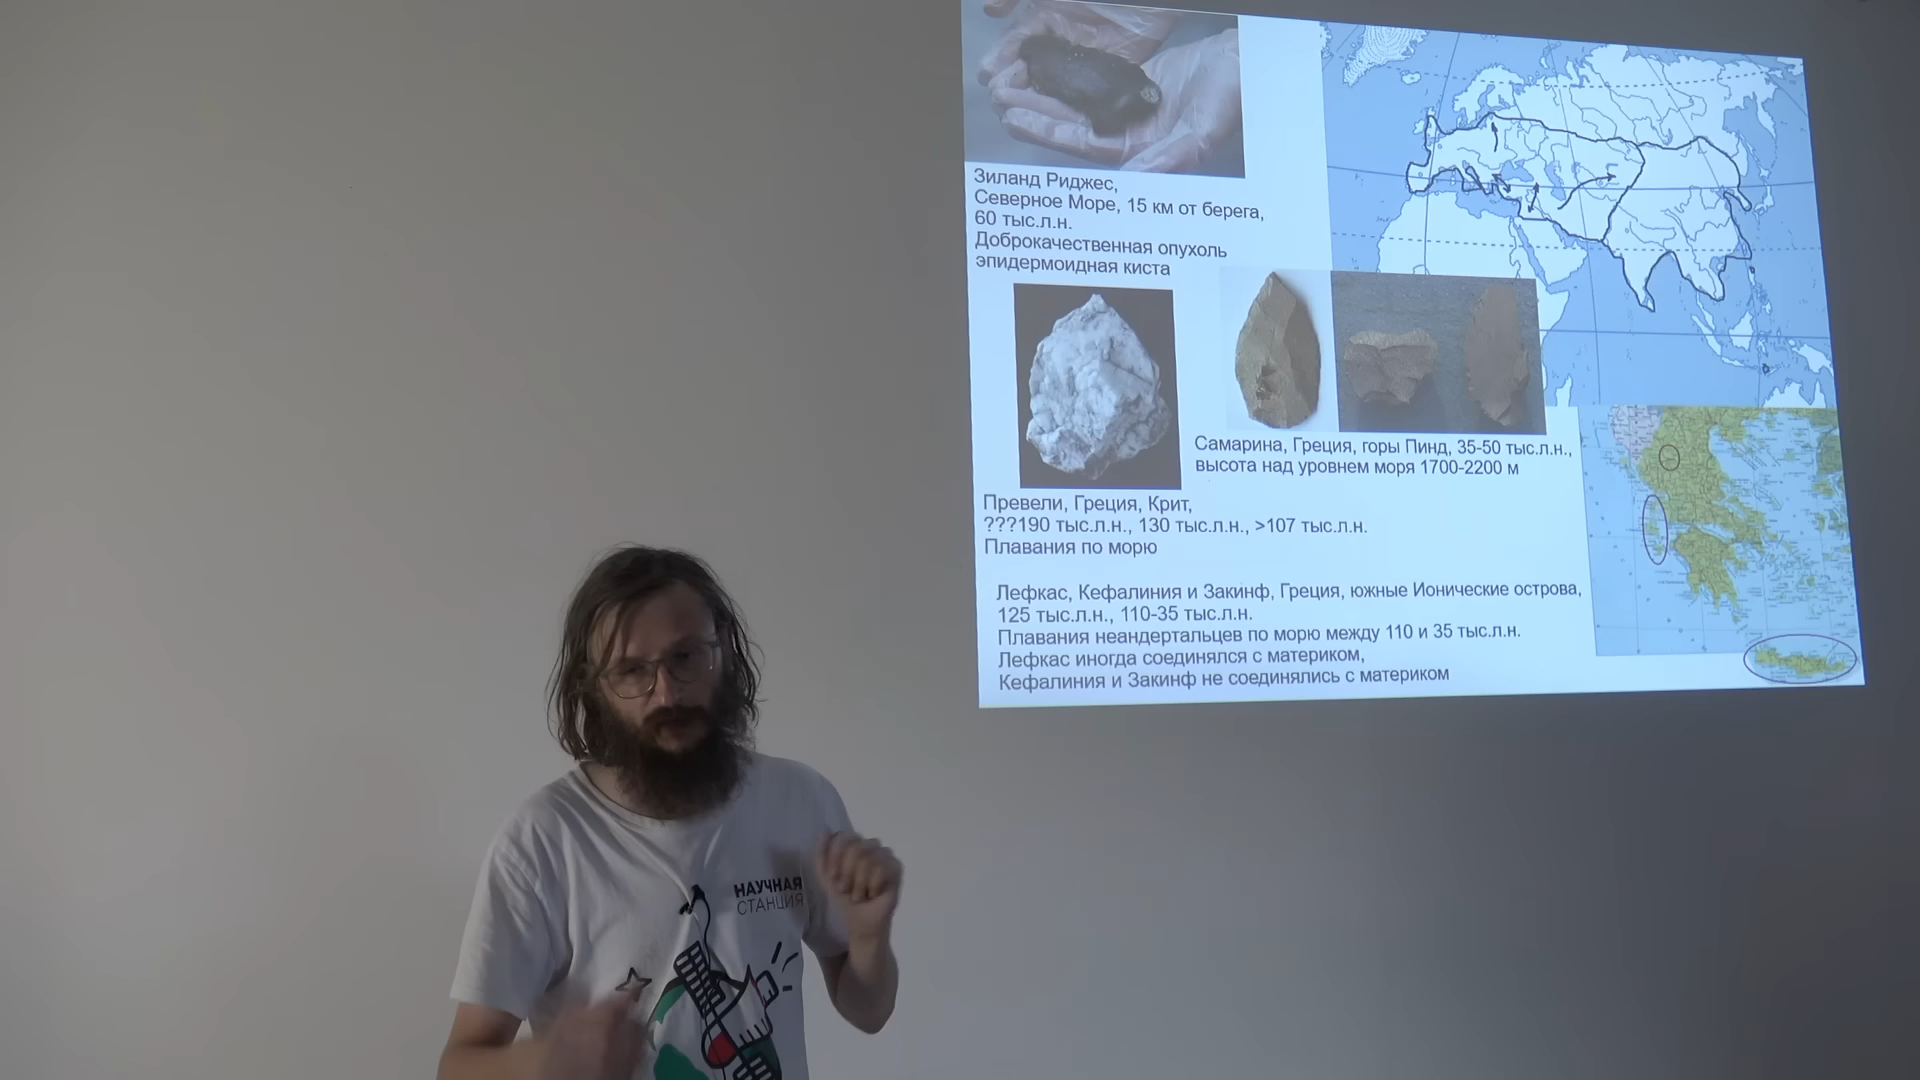 Зиланд Риджес,
Северное Море, 15 км от берега,
60 тыс.л.н.
Доброкачественная опухоль
эпидермоидная киста
Самарина, Греция, горы Пинд, 35-50 тыс.л.н.,
высота над уровнем моря 1700-2200 м
Превели, Греция, Крит,
???190 тыс.л.н., 130 тыс.л.н., >107 тыс.л.н.
Плавания по морю
Лефкас, Кефалиния и Закинф, Греция, южные Ионические острова,
125 тыс.л.н., 110-35 тыс.л.н.
Плавания неандертальцев по морю между 110 и 35 тыс.л.н.
Лефкас иногда соединялся с материком,
Кефалиния и Закинф не соединялись с материком
НАУЧНАЯ
СТАНЦИЯ